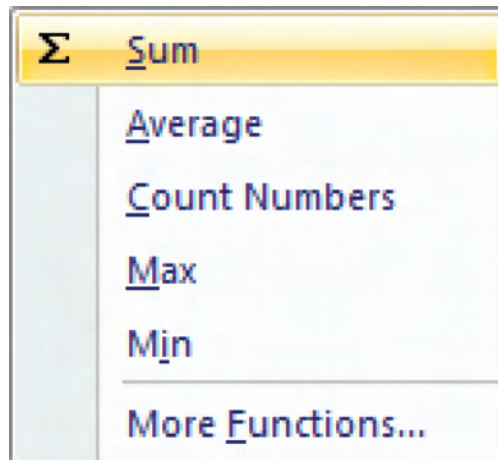 Σ Sum
Average
Count Numbers
Max
Min
More Functions...